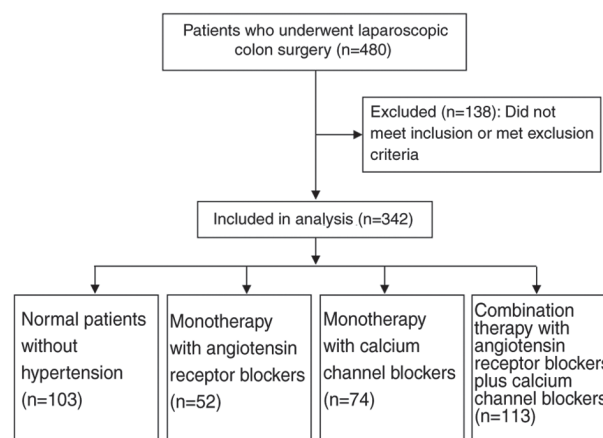 Patients who underwent laparoscopic
colon surgery (n=480)
Excluded (n=138): Did not
meet inclusion or met exclusion
criteria
Included in analysis (n=342)
Normal patients
without
hypertension
(n=103)
Monotherapy
with angiotensin
receptor blockers
(n=52)
Monotherapy
with calcium
channel blockers
(n=74)
Combination
therapy with
angiotensin
receptor blockers
plus calcium
channel blockers
(n=113)